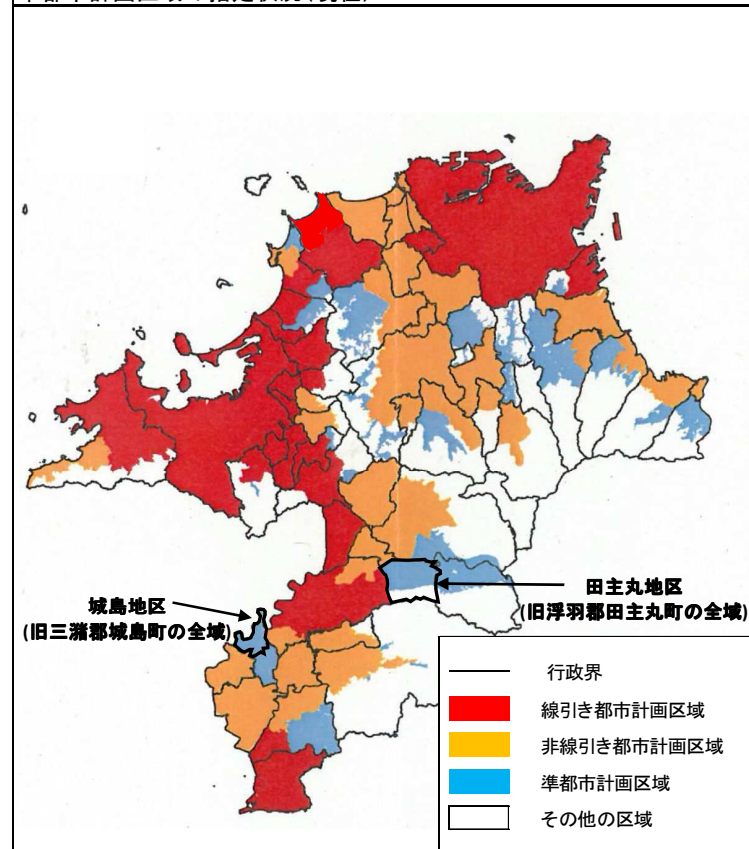 城島地区
(旧三潴郡城島町の全域)
田主丸地区
(旧浮羽郡田主丸町の全域)
行政界
線引き都市計画区域
非線引き都市計画区域
準都市計画区域
その他の区域